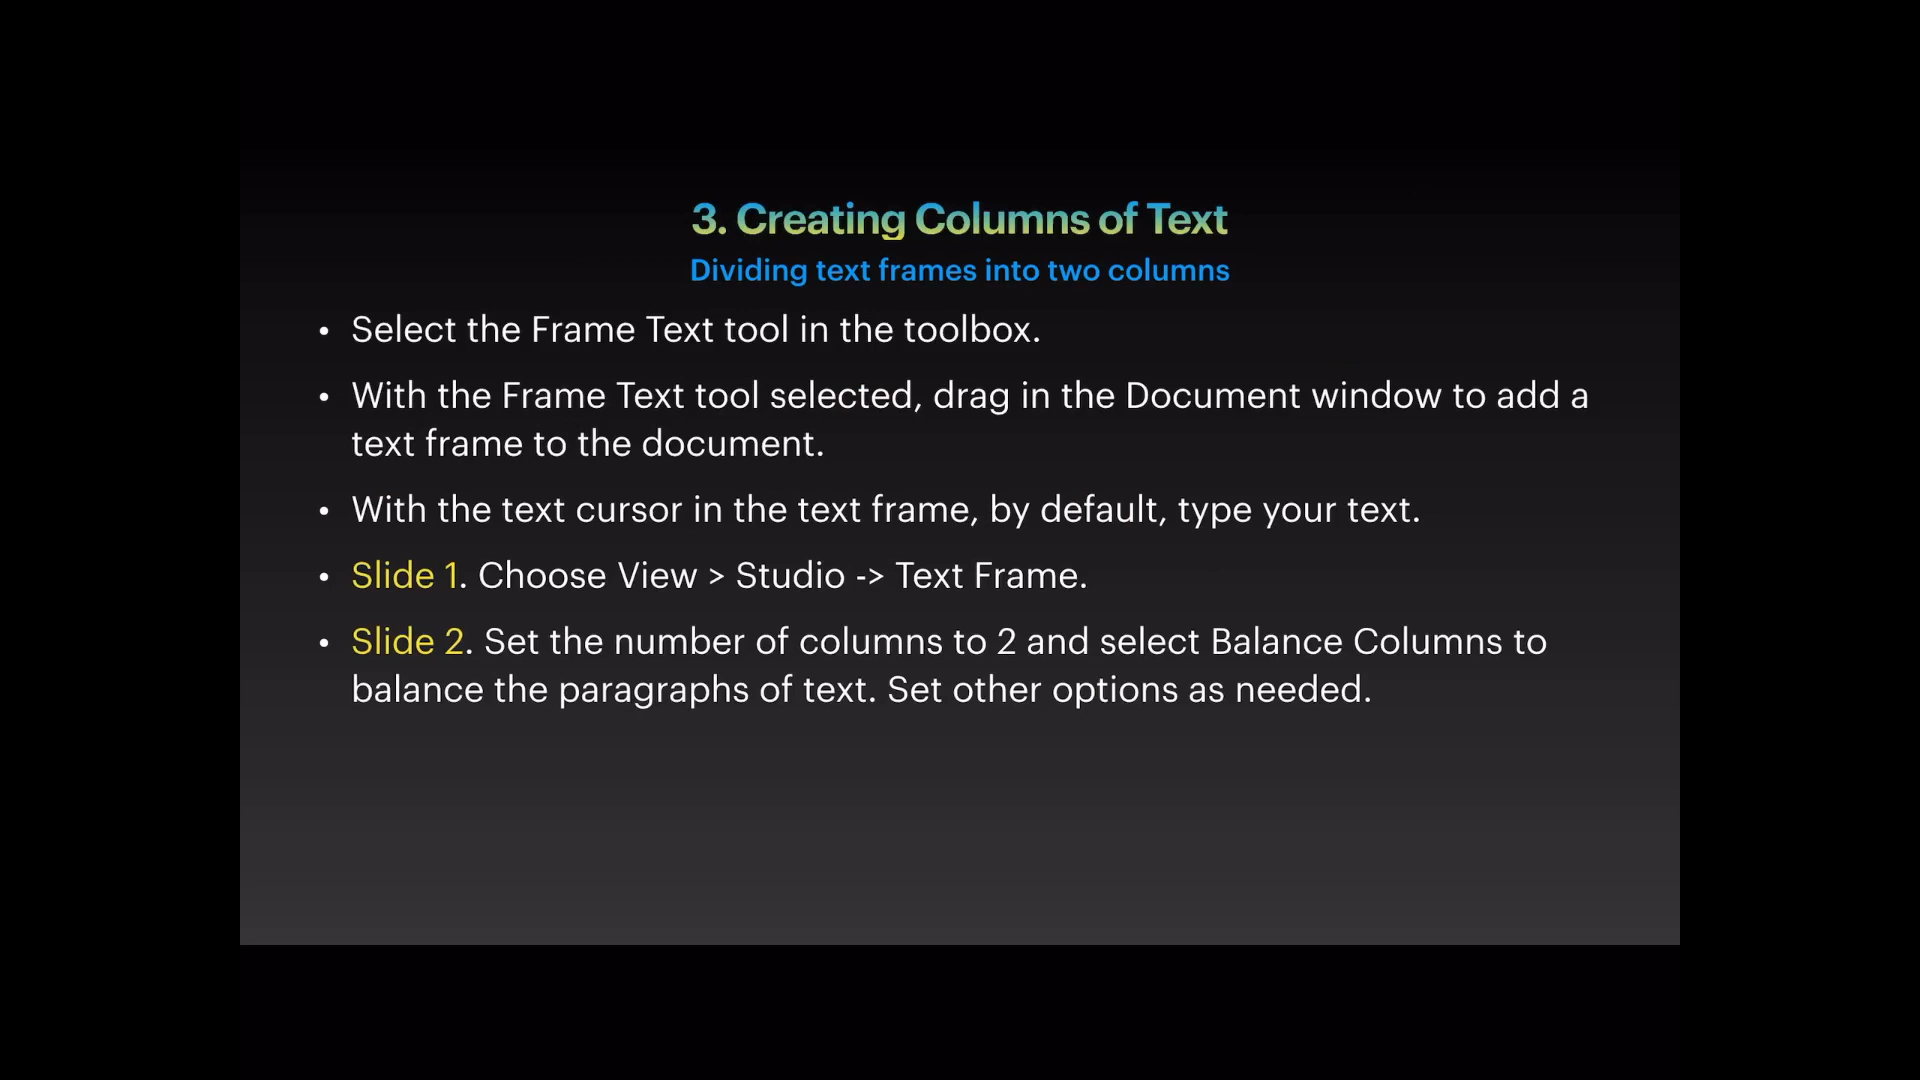 3. Creating Columns of Text
Dividing text frames into two columns
• Select the Frame Text tool in the toolbox.
• With the Frame Text tool selected, drag in the Document window to add a
text frame to the document.
• With the text cursor in the text frame, by default, type your text.
• Slide 1. Choose View > Studio -> Text Frame.
• Slide 2. Set the number of columns to 2 and select Balance Columns to
balance the paragraphs of text. Set other options as needed.